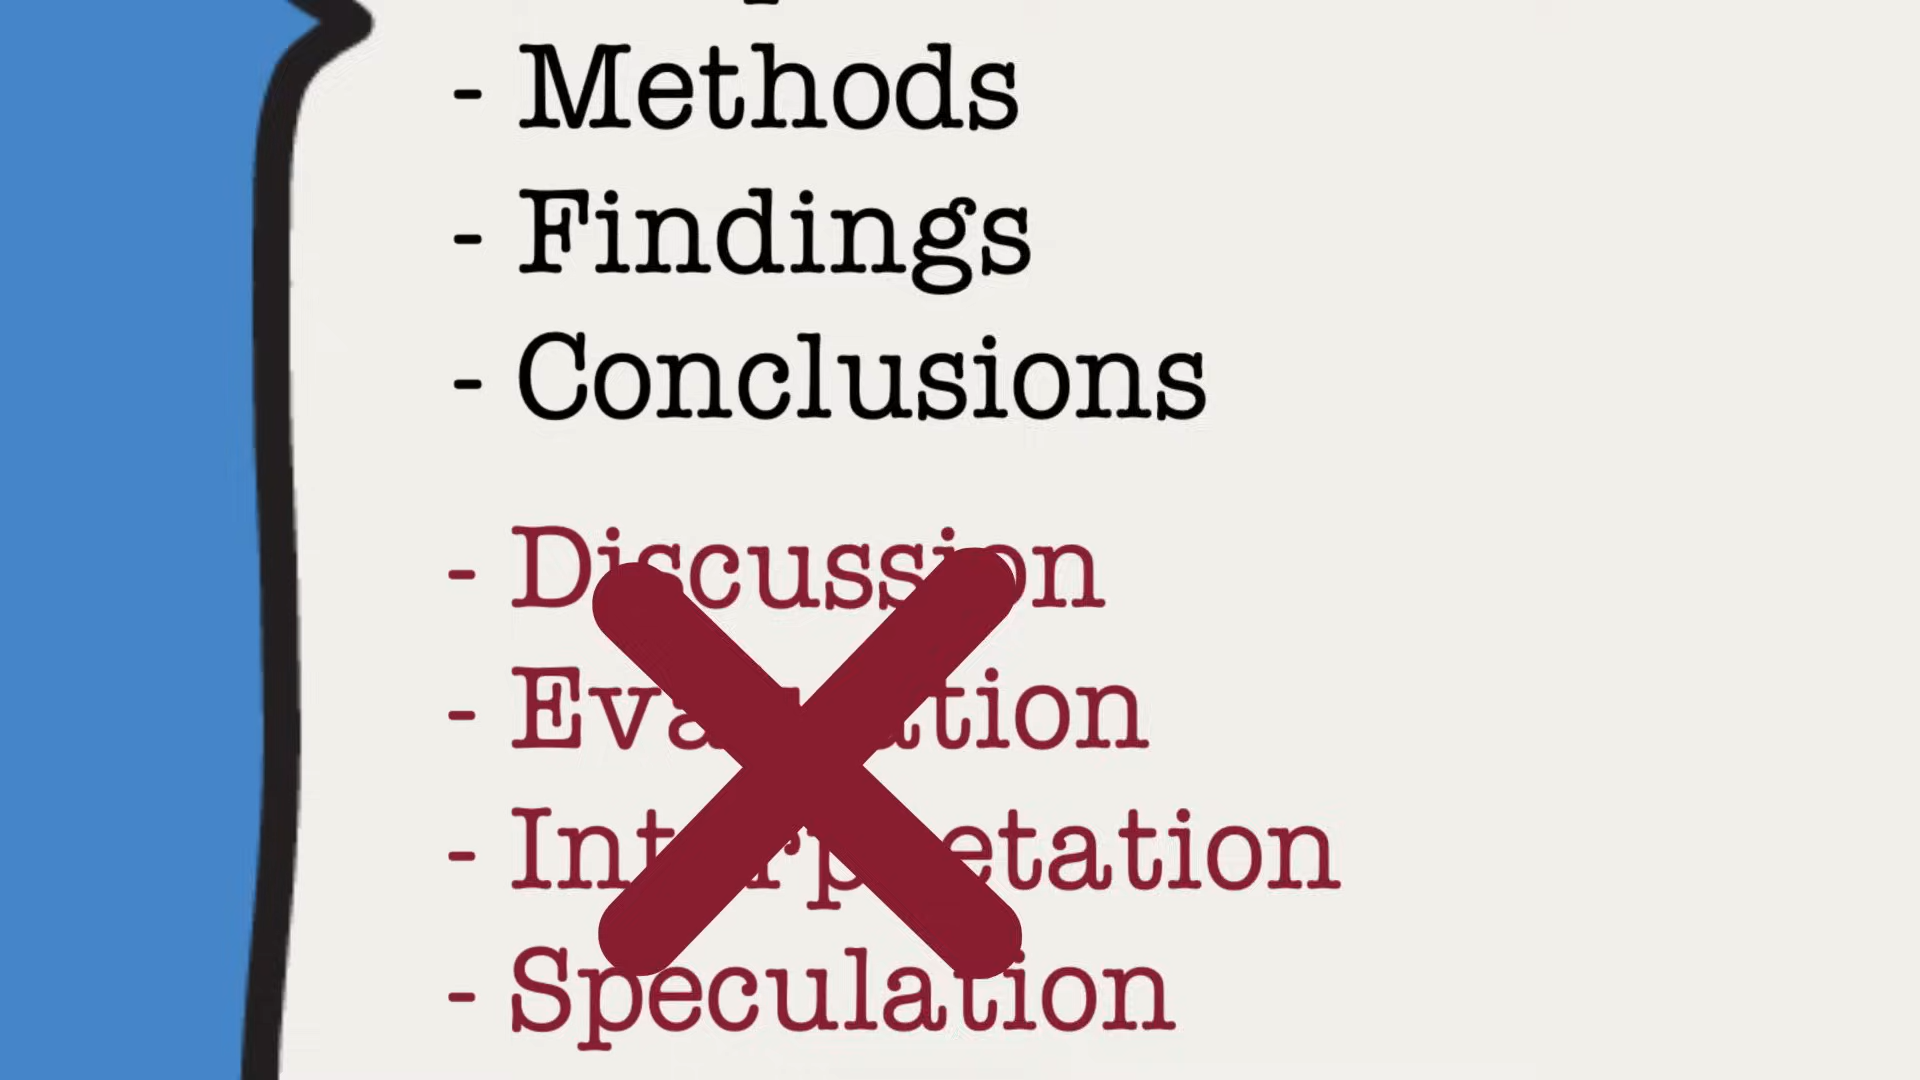 - Methods
- Findings
- Conclusions
- Discussion
- Evaluation
- Interpretation
- Speculation